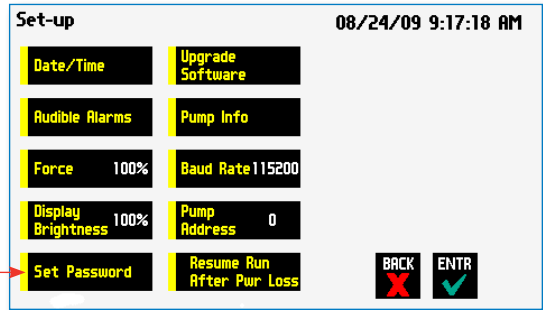 Set-up
08/24/09 9:17:18 AM
Date/Time
Upgrade
Software
Audible Alarms
Pump Info
Force 100%
Baud Rate 115200
Display
Brightness 100%
Pump
Address 0
Set Password
Resume Run
After Pwr Loss
BACK
ENTR